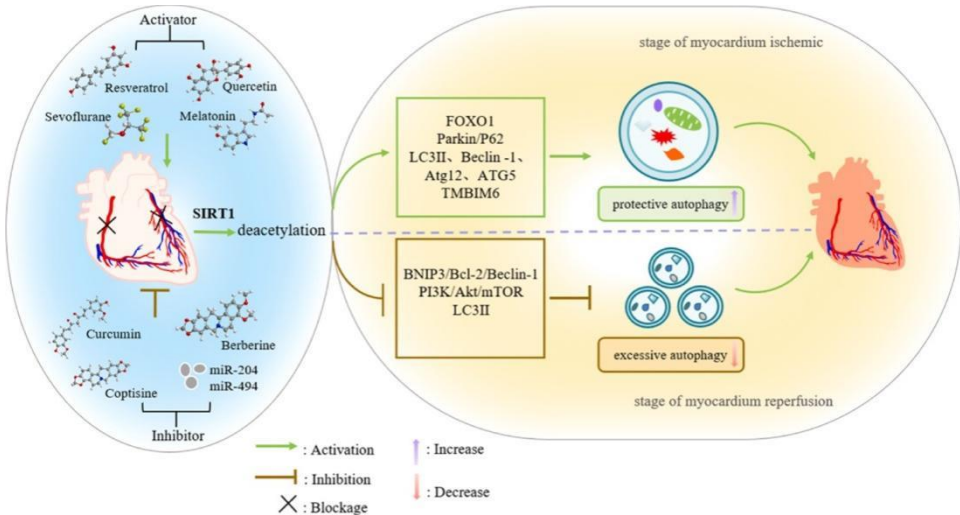 Activator
Resveratrol
Quercetin
Sevoflurane
Melatonin
SIRT1
deacetylation
Curcumin
Berberine
Coptisine
miR-204
miR-494
Inhibitor
stage of myocardium ischemic
FOXO1
Parkin/P62
LC3II、Beclin -1、
Atg12、ATG5
TMBIM6
protective autophagy
BNIP3/Bcl-2/Beclin-1
PI3K/Akt/mTOR
LC3II
excessive autophagy
stage of myocardium reperfusion
: Activation
: Inhibition
: Blockage
: Increase
: Decrease